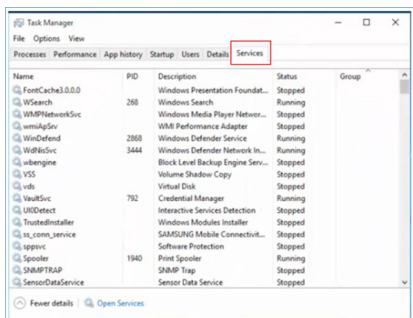 Task Manager
File Options View
Processes Performance App history Startup Users Details Services
Name PID Description Status Group
FontCache3.0.0.0 Windows Presentation Foundat... Stopped
WSearch 268 Windows Search Running
WMPNetworkSvc Windows Media Player Networ... Stopped
wmiApSrv WMI Performance Adapter Stopped
WinDefend 2868 Windows Defender Service Running
WdNisSvc 3444 Windows Defender Network In... Running
wbengine Block Level Backup Engine Serv... Stopped
VSS Volume Shadow Copy Stopped
vds Virtual Disk Stopped
VaultSvc 792 Credential Manager Running
UI0Detect Interactive Services Detection Stopped
TrustedInstaller Windows Modules Installer Stopped
ss_conn_service SAMSUNG Mobile Connectivit... Stopped
sppsvc Software Protection Stopped
Spooler 1940 Print Spooler Running
SNMPTRAP SNMP Trap Stopped
SensorDataService Sensor Data Service Stopped
Fewer details Open Services